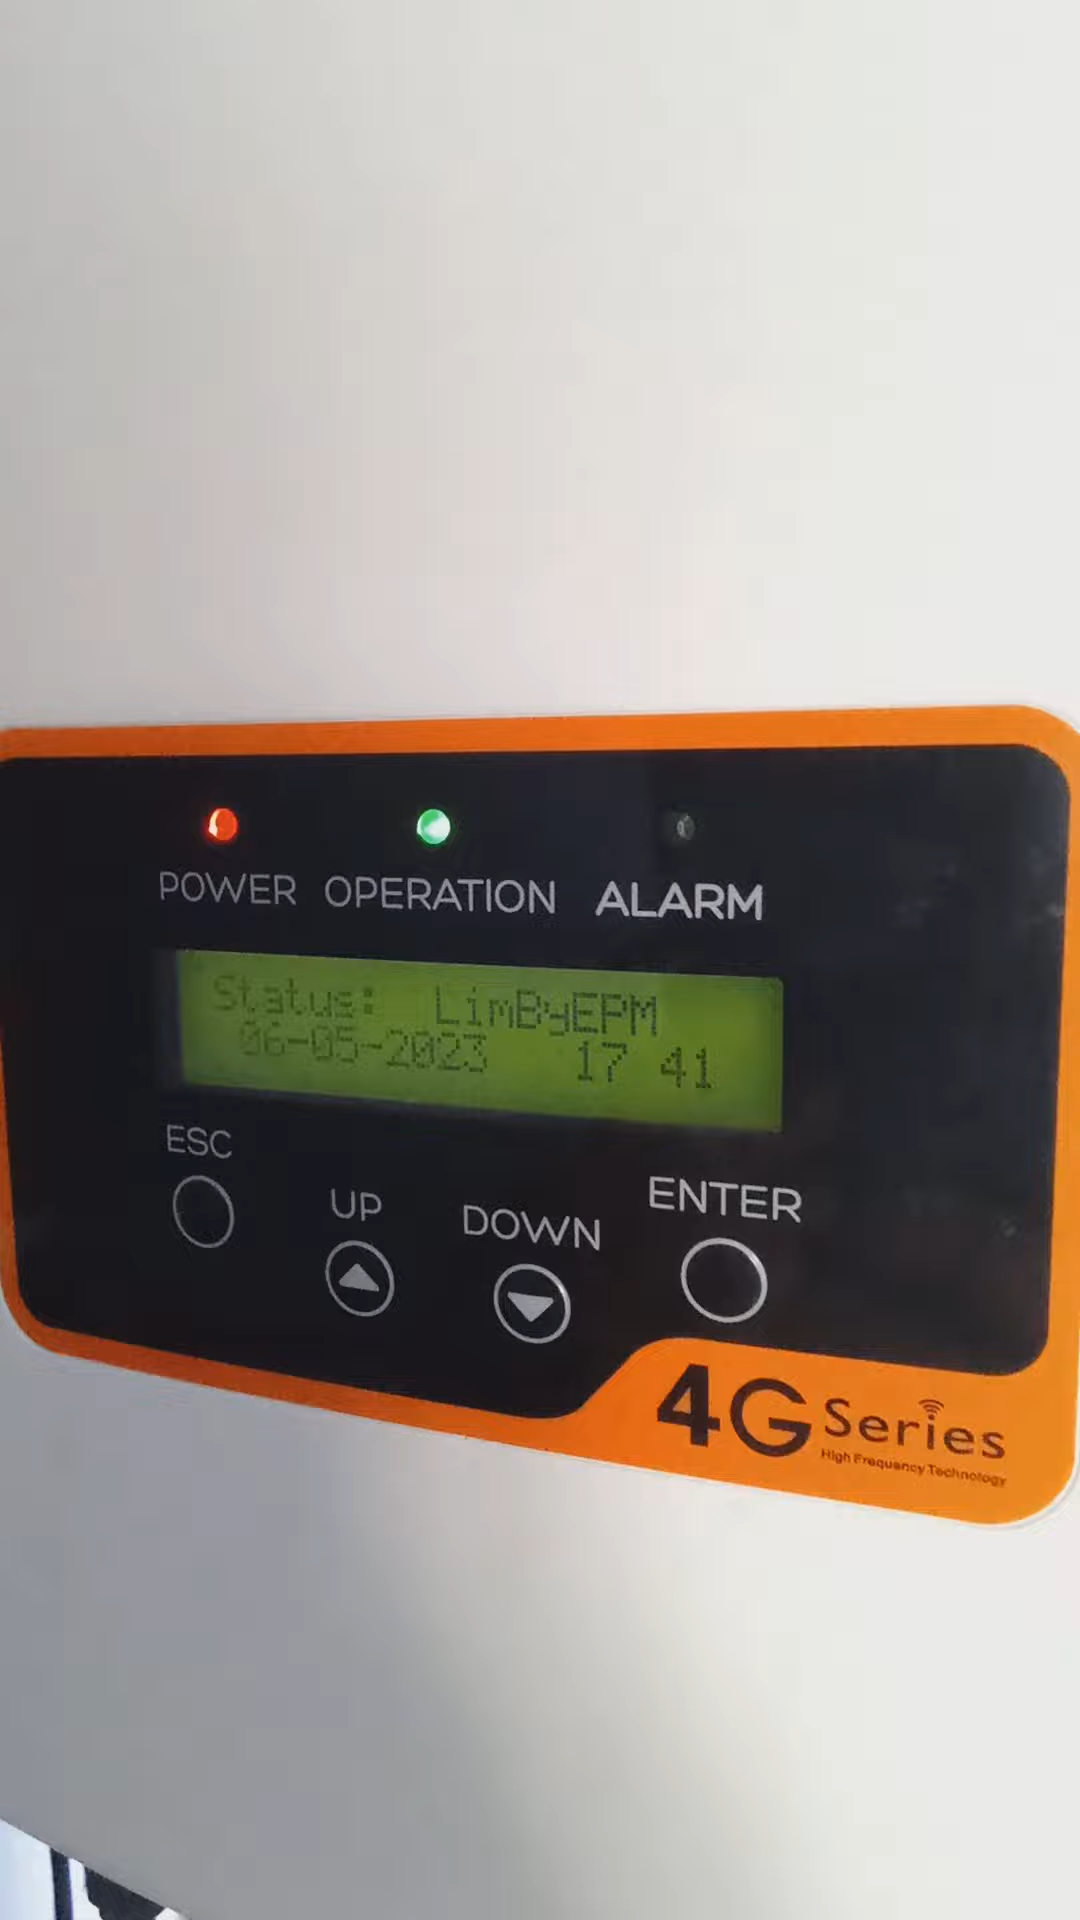 POWER OPERATION ALARM
Status: LimByEPM
06-05-2023 17 41
ESC UP DOWN ENTER
4G Series
High Frequency Technology